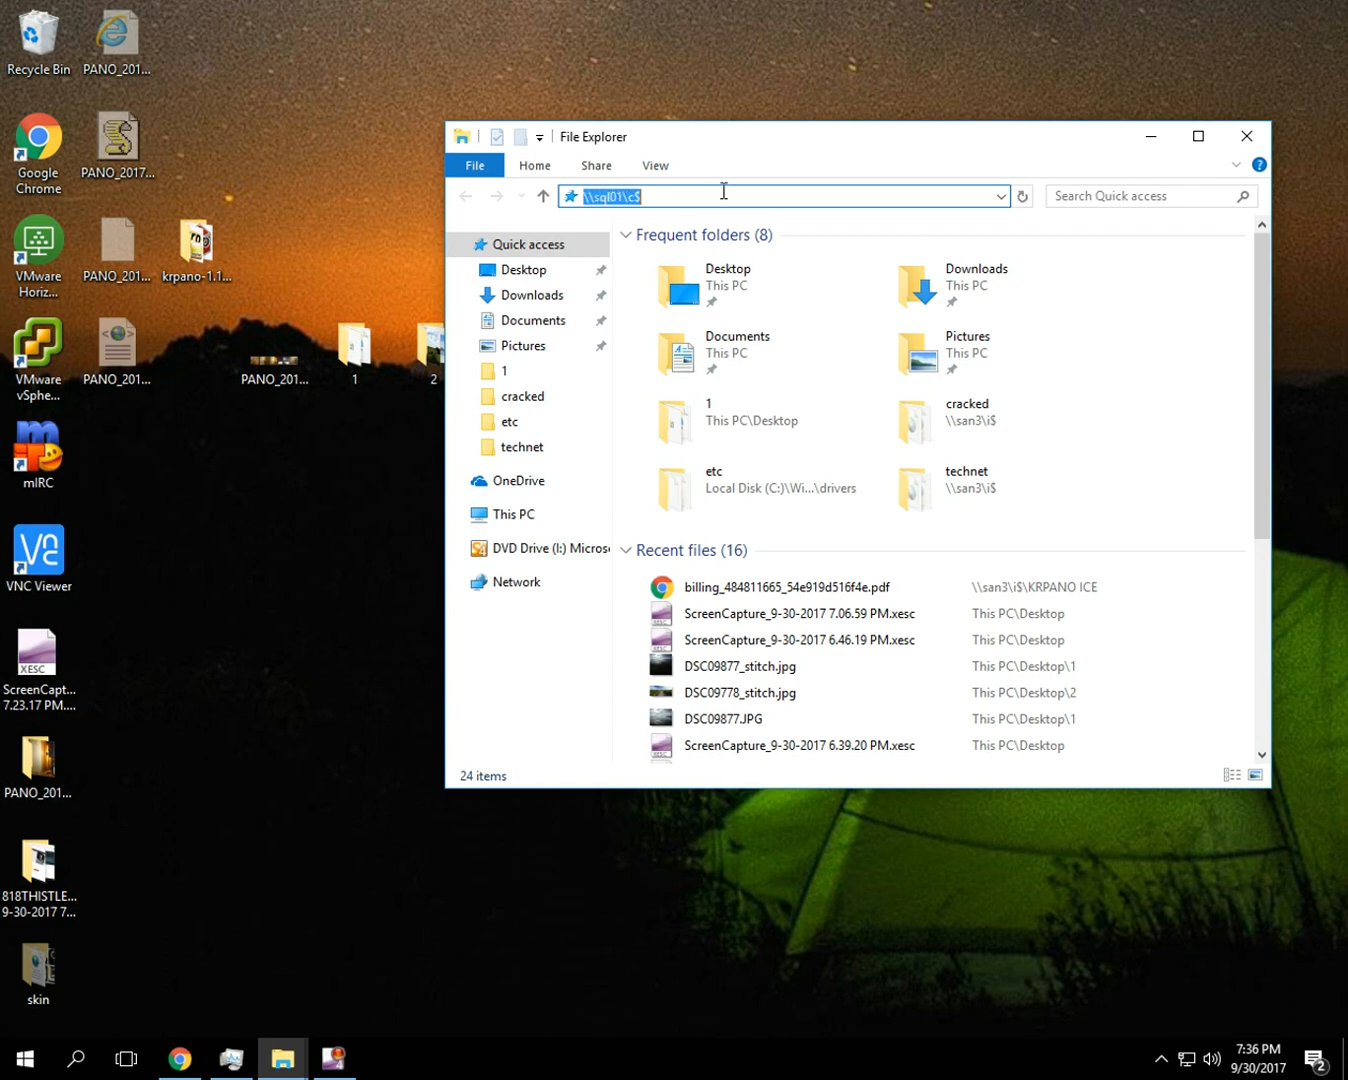 Recycle Bin
PANO_201...
Google
Chrome
PANO_2017...
VMware
Horiz...
PANO_201...
krpano-1.1...
VMware
vSphe...
PANO_201...
PANO_201...
1
2
mIRC
VNC Viewer
XESC
ScreenCapt...
7.23.17 PM....
PANO_201...
818THISTLE...
9-30-2017 7...
skin
File Explorer
File
Home
Share
View
\\sql01\c$
Search Quick access
Quick access
Desktop
Downloads
Documents
Pictures
1
cracked
etc
technet
OneDrive
This PC
DVD Drive (I:) Micros
Network
Frequent folders (8)
Desktop
This PC
Downloads
This PC
Documents
This PC
Pictures
This PC
1
This PC\Desktop
cracked
\\san3\i$
etc
Local Disk (C:)\Wi...\drivers
technet
\\san3\i$
Recent files (16)
billing_484811665_54e919d516f4e.pdf \\san3\i$\KRPANO ICE
ScreenCapture_9-30-2017 7.06.59 PM.xesc This PC\Desktop
ScreenCapture_9-30-2017 6.46.19 PM.xesc This PC\Desktop
DSC09877_stitch.jpg This PC\Desktop\1
DSC09778_stitch.jpg This PC\Desktop\2
DSC09877.JPG This PC\Desktop\1
ScreenCapture_9-30-2017 6.39.20 PM.xesc This PC\Desktop
24 items
7:36 PM
9/30/2017
2